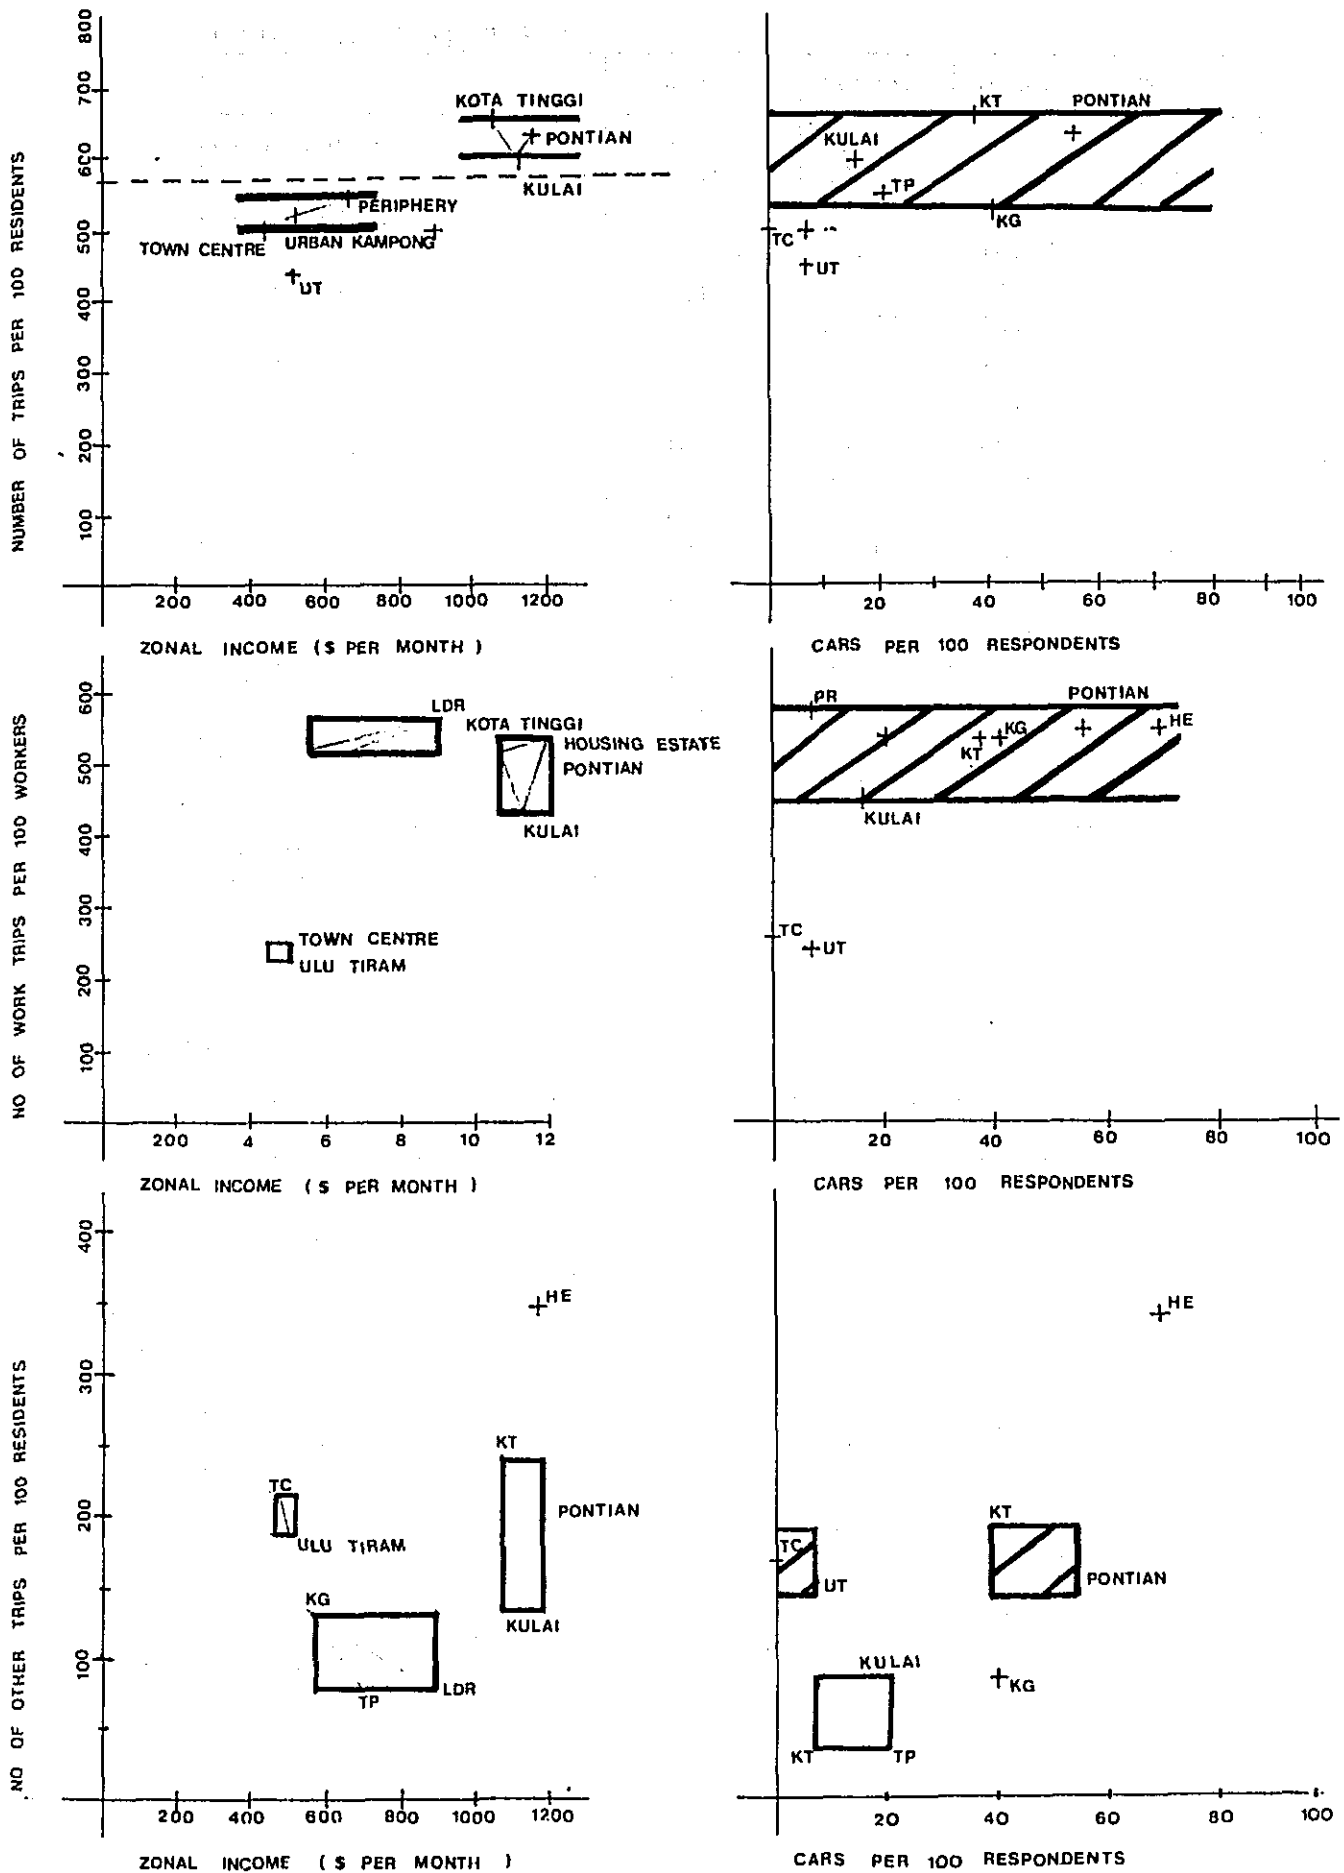 NUMBER OF TRIPS PER 100 RESIDENTS
800
700
600
500
400
300
200
100
KOTA TINGGI
PONTIAN
KULAI
PERIPHERY
TOWN CENTRE
URBAN KAMPONG
UT
200 400 600 800 1000 1200
ZONAL INCOME ($ PER MONTH)
KT
PONTIAN
KULAI
TP
KG
TC
UT
20 40 60 80 100
CARS PER 100 RESPONDENTS
NO OF WORK TRIPS PER 100 WORKERS
600
500
400
300
200
100
LDR
KOTA TINGGI
HOUSING ESTATE
PONTIAN
KULAI
TOWN CENTRE
ULU TIRAM
200 4 6 8 10 12
ZONAL INCOME ($ PER MONTH)
PR
PONTIAN
HE
KG
KT
KULAI
TC
UT
20 40 60 80 100
CARS PER 100 RESPONDENTS
NO OF OTHER TRIPS PER 100 RESIDENTS
400
300
200
100
HE
KT
TC
PONTIAN
ULU TIRAM
KG
KULAI
TP
LDR
200 400 600 800 1000 1200
ZONAL INCOME ($ PER MONTH)
HE
KT
TC
UT
PONTIAN
KULAI
KG
KT
TP
20 40 60 80 100
CARS PER 100 RESPONDENTS